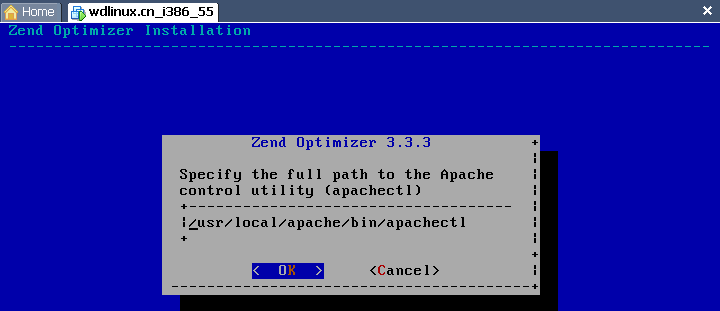 Home wdlinux.cn_i386_55
Zend Optimizer Installation
Zend Optimizer 3.3.3
Specify the full path to the Apache
control utility (apachectl)
/usr/local/apache/bin/apachectl
< OK > <Cancel>